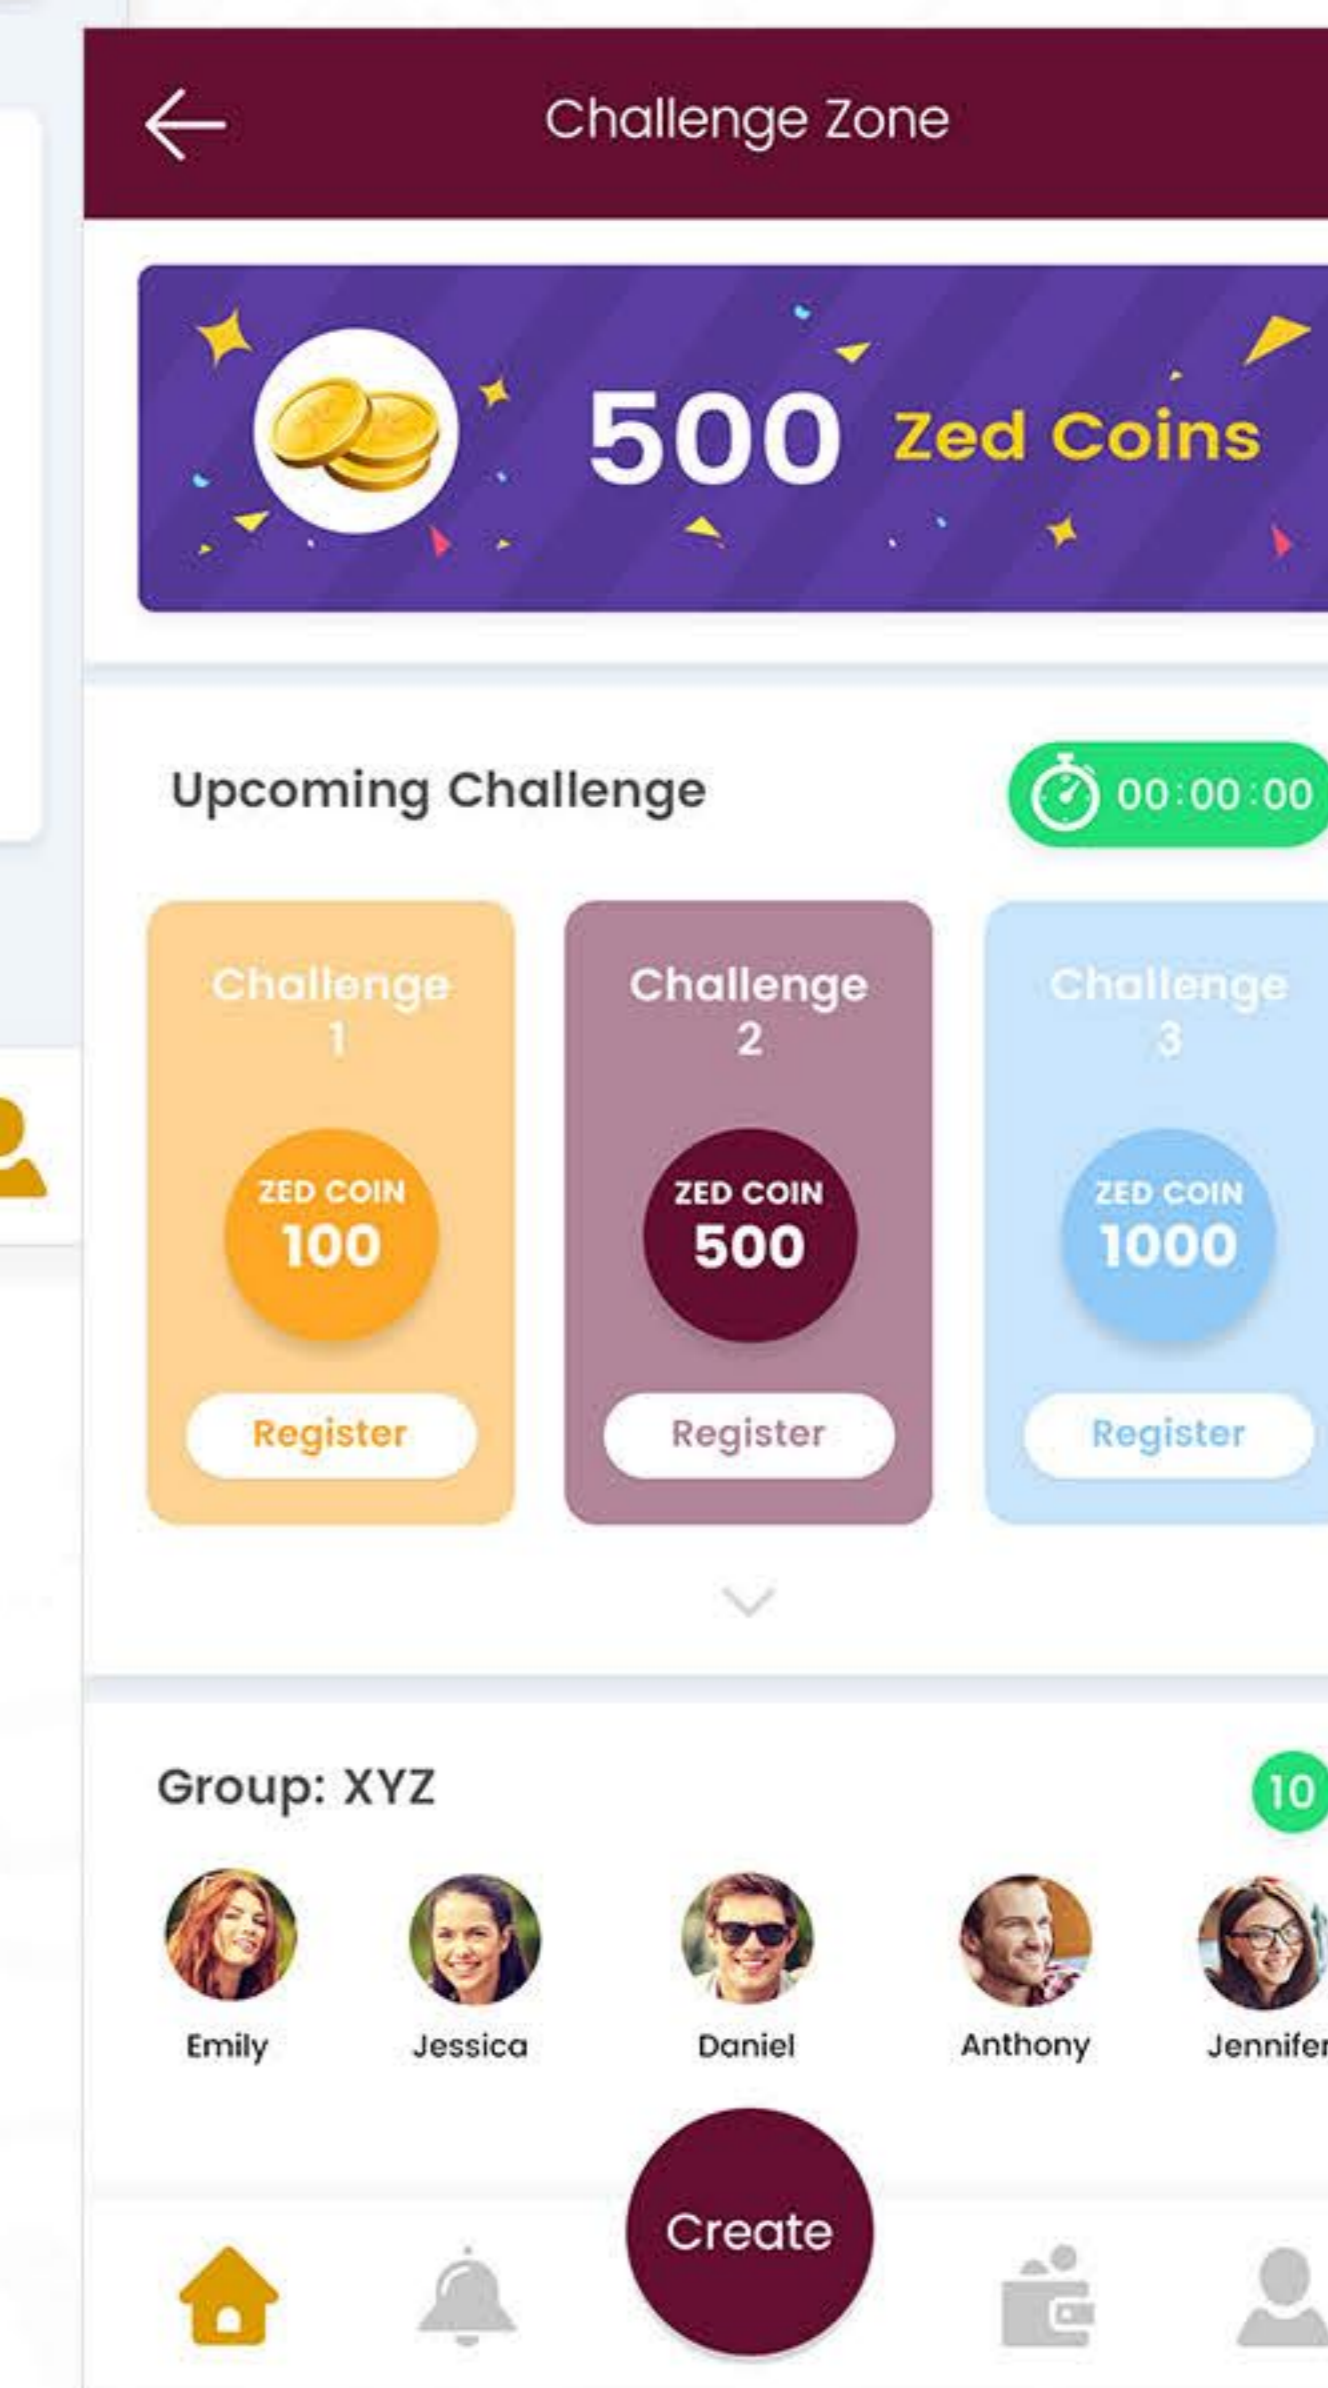 Challenge Zone
500 Zed Coins
Upcoming Challenge
00:00:00
Challenge
1
ZED COIN
100
Register
Challenge
2
ZED COIN
500
Register
Challenge
3
ZED COIN
1000
Register
Group: XYZ
10
Emily
Jessica
Daniel
Anthony
Jennifer
Create